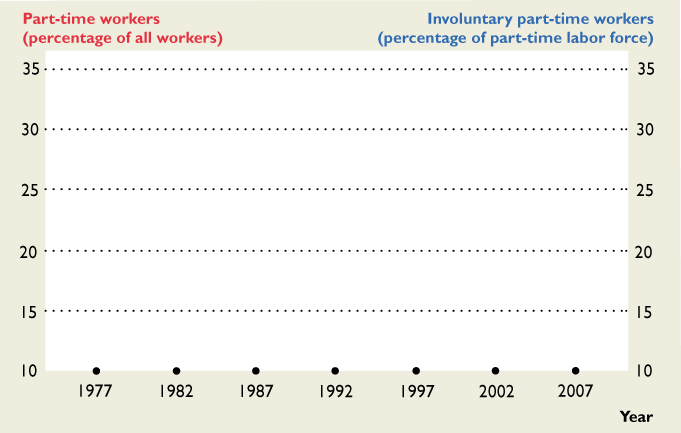 Part-time workers
(percentage of all workers)
Involuntary part-time workers
(percentage of part-time labor force)
35 35
30 30
25 25
20 20
15 15
10 10
1977 1982 1987 1992 1997 2002 2007
Year